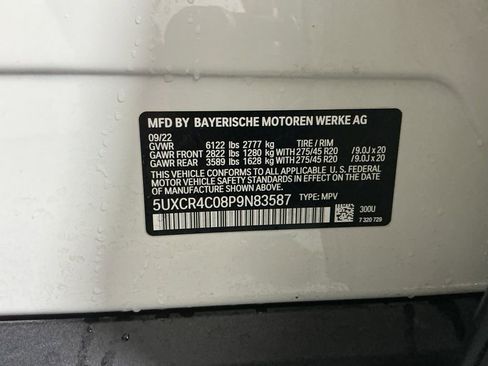 MFD BY BAYERISCHE MOTOREN WERKE AG
09/22
GVWR 6122 lbs 2777 kg TIRE / RIM
GAWR FRONT 2822 lbs 1280 kg WITH 275/45 R20 /9.0J x 20
GAWR REAR 3589 lbs 1628 kg WITH 275/45 R20 /9.0J x 20
THIS VEHICLE CONFORMS TO ALL APPLICABLE U.S. FEDERAL
MOTOR VEHICLE SAFETY STANDARDS IN EFFECT ON THE DATE
OF MANUFACTURE SHOWN ABOVE.
5UXCR4C08P9N83587 TYPE: MPV
300U
7 320 729